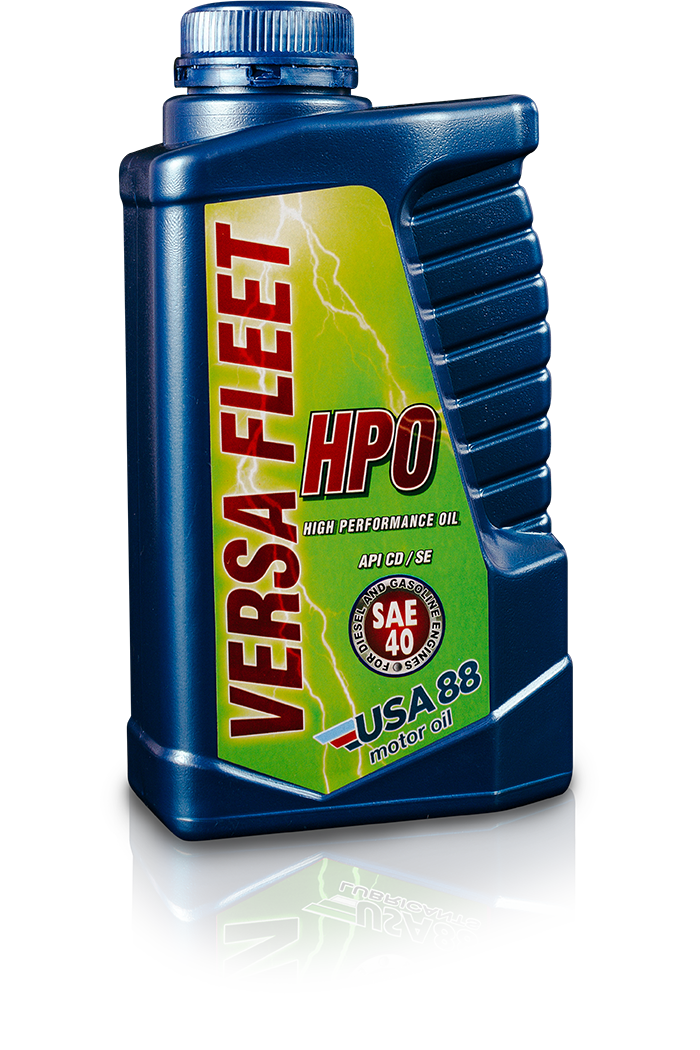 VERSA FLEET
HPO
HIGH PERFORMANCE OIL
API CD / SE
FOR DIESEL AND GASOLINE ENGINES
SAE
40
USA 88
motor oil